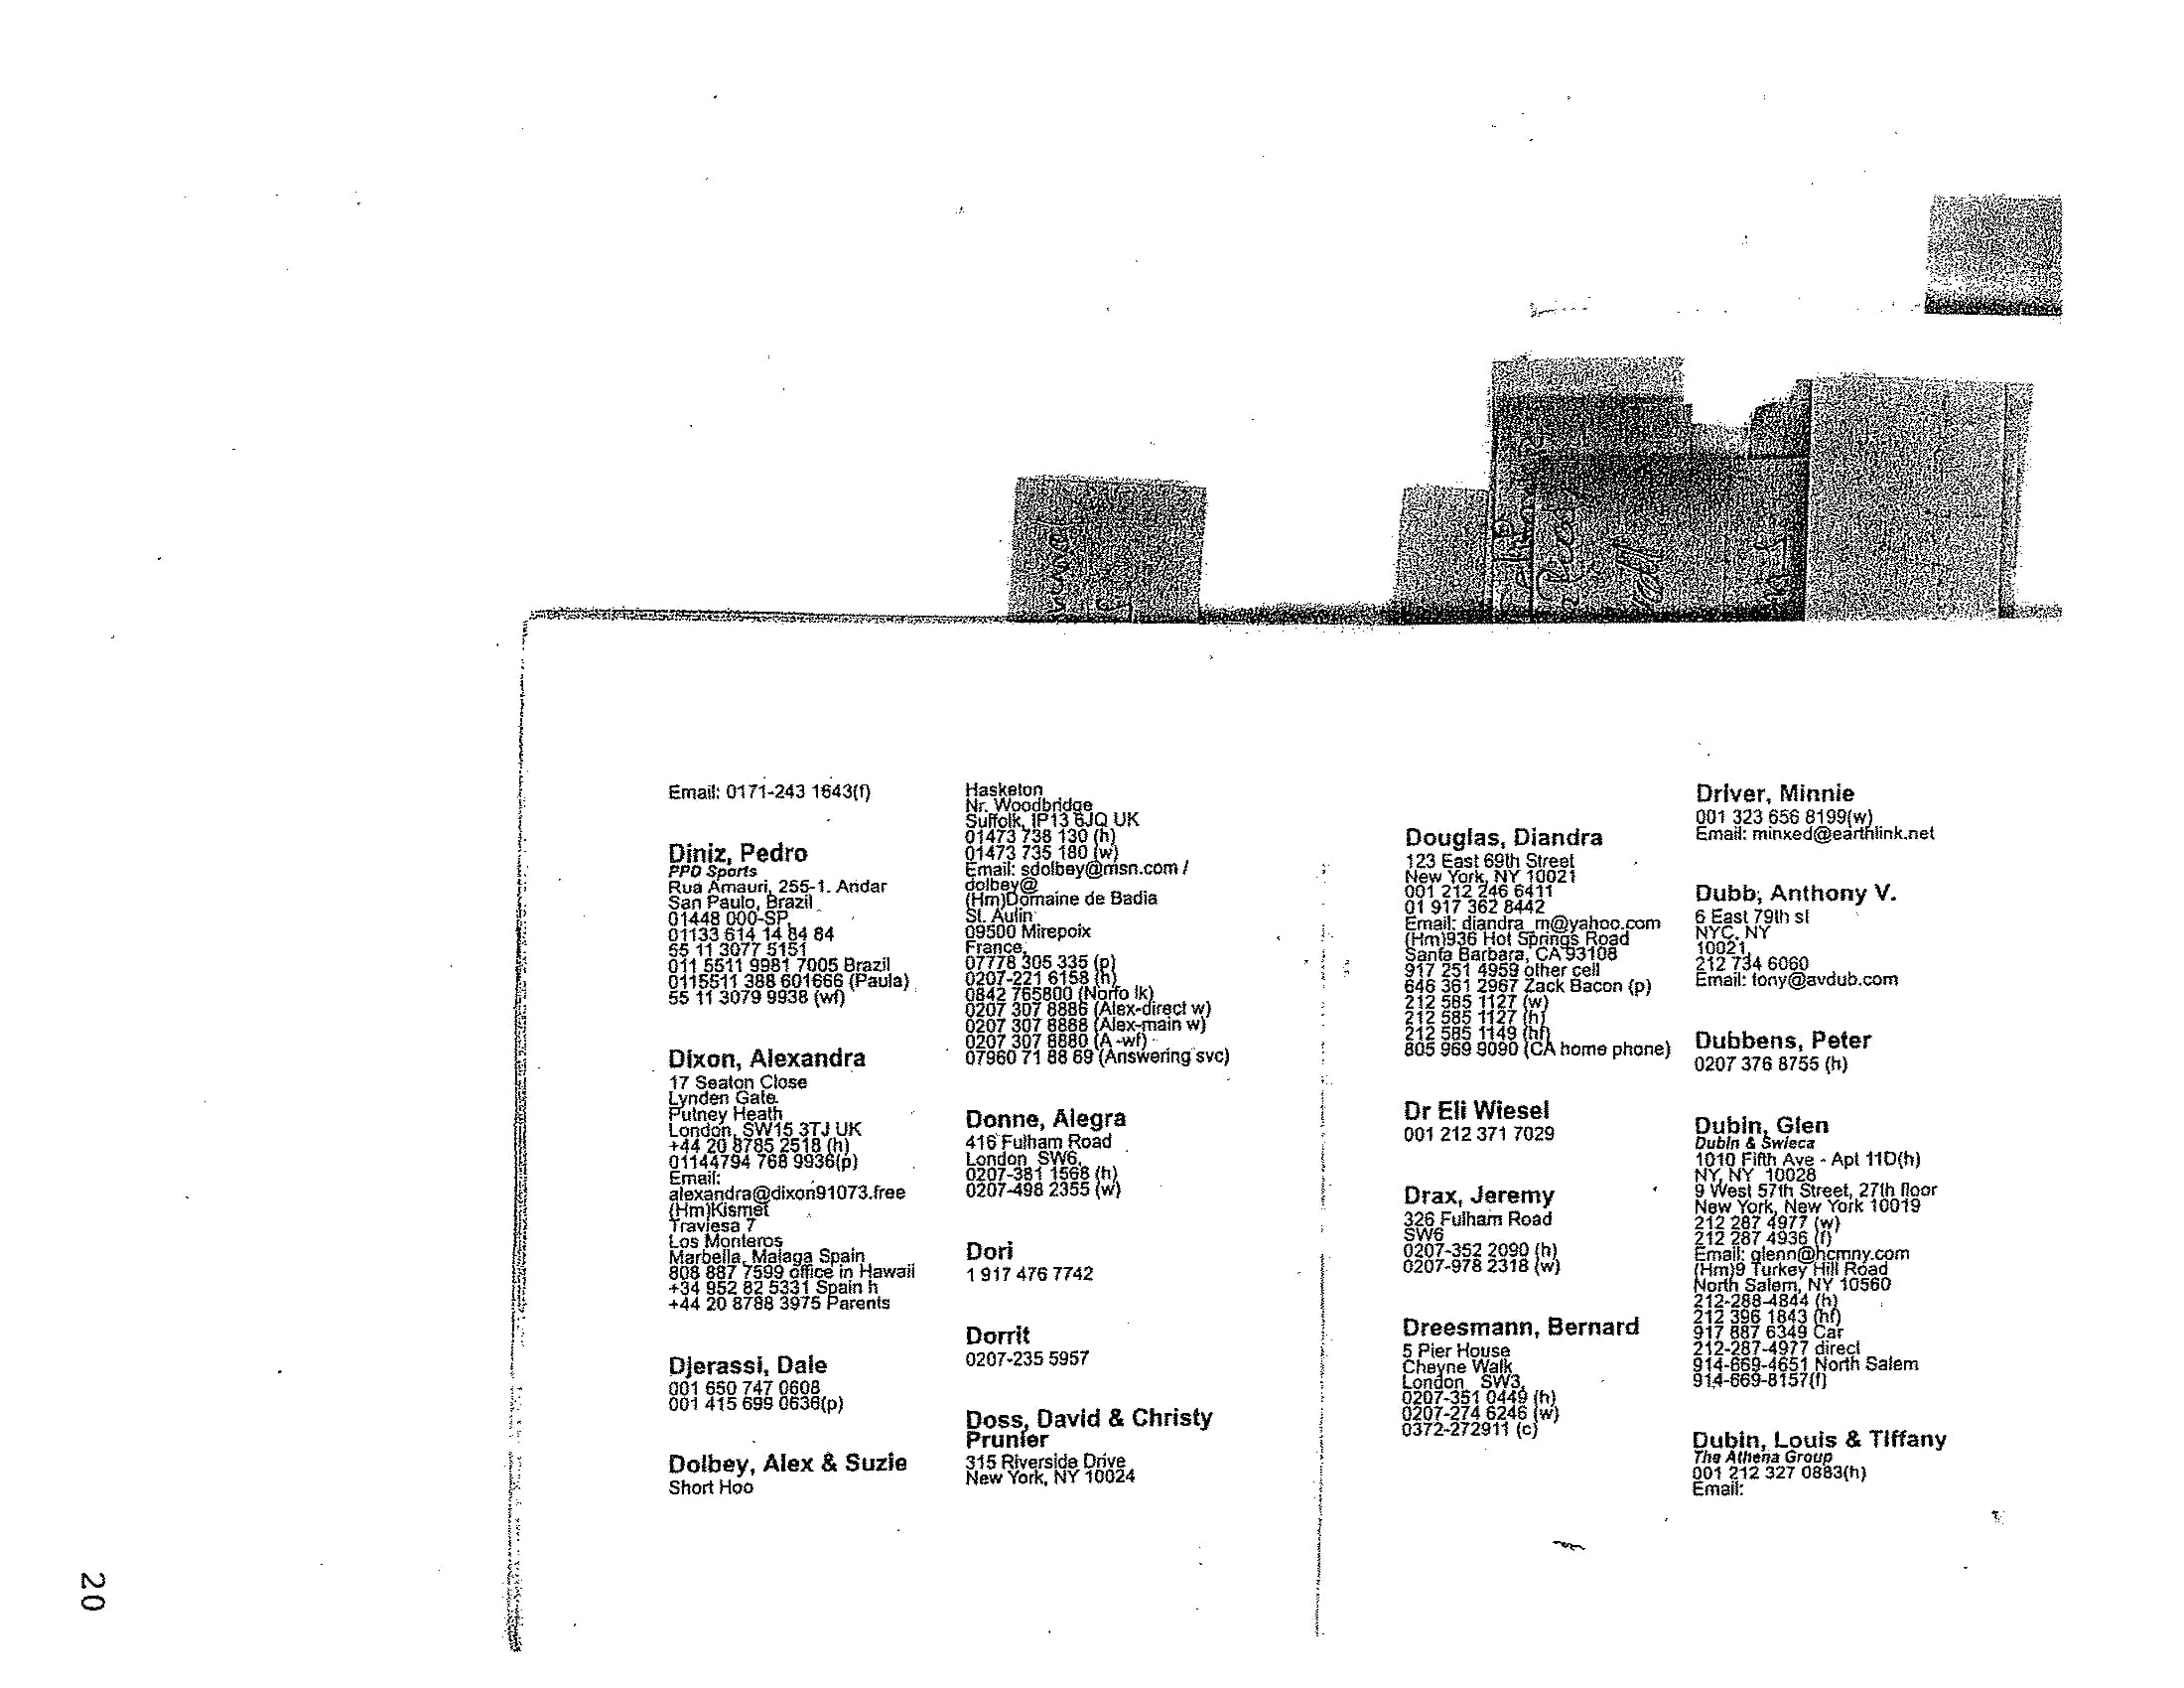 Email: 0171-243 1643(f)
Diniz, Pedro
PPD Sports
Rua Amauri, 255-1. Andar
San Paulo, Brazil
01448 000-SP,
01133 614 14 84 84
55 11 3077 5151
011 5511 9981 7005 Brazil
0115511 388 601666 (Paula)
55 11 3079 9938 (wf)
Dixon, Alexandra
17 Seaton Close
Lynden Gate
Putney Heath
London, SW15 3TJ UK
+44 20 8785 2518 (h)
01144794 768 9936(p)
Email:
alexandra@dixon91073.free
(Hm)Kismet
Traviesa 7
Los Monteros
Marbella, Malaga Spain
808 887 7599 office in Hawaii
+34 952 82 5331 Spain h
+44 20 8788 3975 Parents
Djerassi, Dale
001 650 747 0608
001 415 699 0636(p)
Dolbey, Alex & Suzie
Short Hoo
Hasketon
Nr. Woodbridge
Suffolk, IP13 6JQ UK
01473 738 130 (h)
01473 735 180 (w)
Email: sdolbey@msn.com /
dolbey@
(Hm)Domaine de Badia
St. Aulin
09500 Mirepoix
France,
07778 305 335 (p)
0207-221 6158 (h)
0842 765800 (Norfo lk)
0207 307 8886 (Alex-direct w)
0207 307 8888 (Alex-main w)
0207 307 8880 (A -wf)
07960 71 88 69 (Answering svc)
Donne, Alegra
416 Fulham Road
London SW6,
0207-381 1568 (h)
0207-498 2355 (w)
Dori
1 917 476 7742
Dorrit
0207-235 5957
Doss, David & Christy
Prunier
315 Riverside Drive
New York, NY 10024
Douglas, Diandra
123 East 69th Street
New York, NY 10021
001 212 246 6411
01 917 362 8442
Email: diandra_m@yahoo.com
(Hm)936 Hot Springs Road
Santa Barbara, CA 93108
917 251 4959 other cell
646 361 2967 Zack Bacon (p)
212 585 1127 (w)
212 585 1127 (h)
212 585 1149 (hf)
805 969 9090 (CA home phone)
Dr Eli Wiesel
001 212 371 7029
Drax, Jeremy
326 Fulham Road
SW6
0207-352 2090 (h)
0207-978 2318 (w)
Dreesmann, Bernard
5 Pier House
Cheyne Walk
London SW3,
0207-351 0449 (h)
0207-274 6246 (w)
0372-272911 (c)
Driver, Minnie
001 323 656 8199(w)
Email: minxed@earthlink.net
Dubb, Anthony V.
6 East 79th st
NYC, NY
10021,
212 734 6060
Email: tony@avdub.com
Dubbens, Peter
0207 376 8755 (h)
Dubin, Glen
Dubin & Swieca
1010 Fifth Ave - Apt 11D(h)
NY, NY 10028
9 West 57th Street, 27th floor
New York, New York 10019
212 287 4977 (w)
212 287 4936 (f)
Email: glenn@hcmny.com
(Hm)9 Turkey Hill Road
North Salem, NY 10560
212-288-4844 (h)
212 396 1843 (hf)
917 887 6349 Car
212-287-4977 direct
914-669-4651 North Salem
914-669-8157(f)
Dubin, Louis & Tiffany
The Athena Group
001 212 327 0883(h)
Email:
20